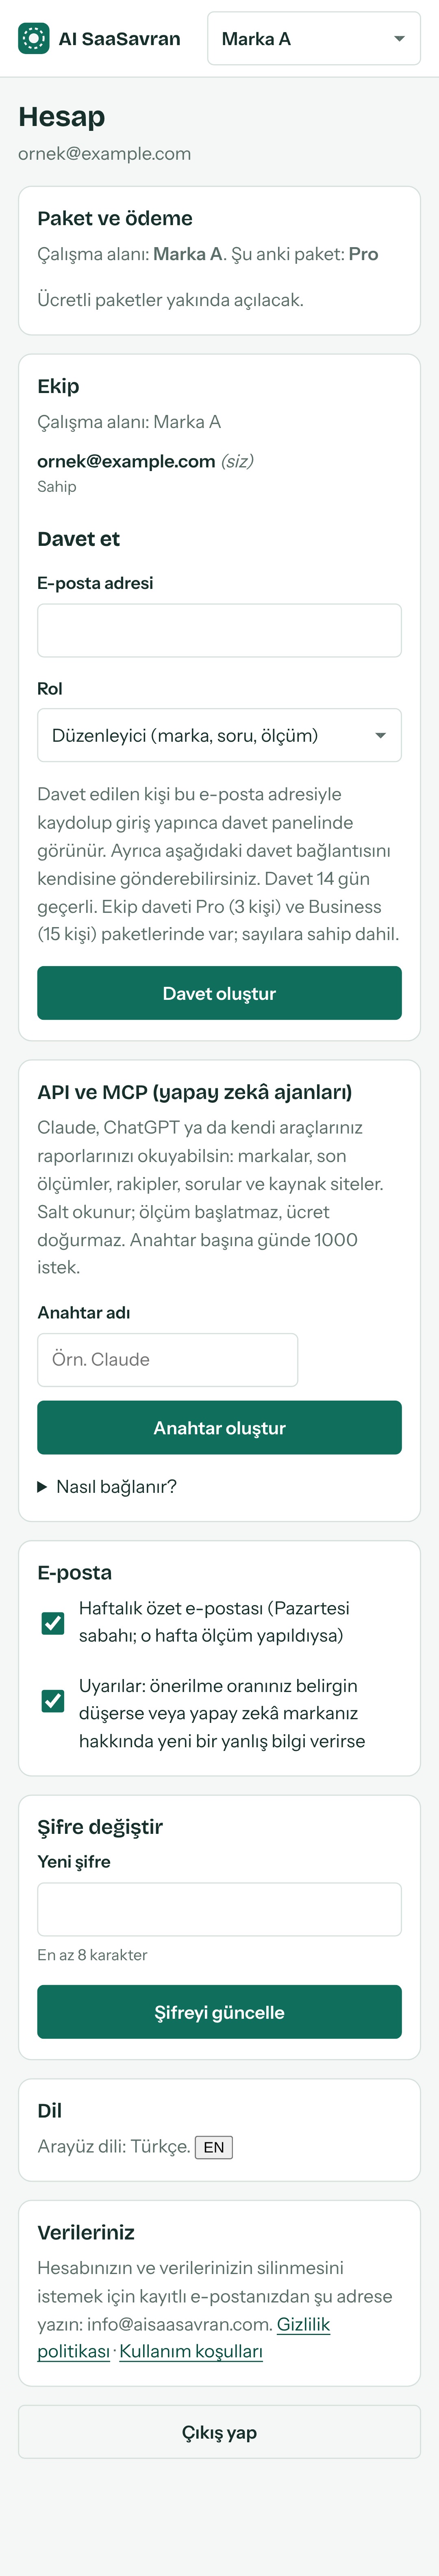 AI SaaSavran
Marka A
Hesap
ornek@example.com
Paket ve ödeme
Çalışma alanı: Marka A. Şu anki paket: Pro
Ücretli paketler yakında açılacak.
Ekip
Çalışma alanı: Marka A
ornek@example.com (siz)
Sahip
Davet et
E-posta adresi
Rol
Düzenleyici (marka, soru, ölçüm)
Davet edilen kişi bu e-posta adresiyle
kaydolup giriş yapınca davet panelinde
görünür. Ayrıca aşağıdaki davet bağlantısını
kendisine gönderebilirsiniz. Davet 14 gün
geçerli. Ekip daveti Pro (3 kişi) ve Business
(15 kişi) paketlerinde var; sayılara sahip dahil.
Davet oluştur
API ve MCP (yapay zekâ ajanları)
Claude, ChatGPT ya da kendi araçlarınız
raporlarınızı okuyabilsin: markalar, son
ölçümler, rakipler, sorular ve kaynak siteler.
Salt okunur; ölçüm başlatmaz, ücret
doğurmaz. Anahtar başına günde 1000
istek.
Anahtar adı
Örn. Claude
Anahtar oluştur
Nasıl bağlanır?
E-posta
Haftalık özet e-postası (Pazartesi
sabahı; o hafta ölçüm yapıldıysa)
Uyarılar: önerilme oranınız belirgin
düşerse veya yapay zekâ markanız
hakkında yeni bir yanlış bilgi verirse
Şifre değiştir
Yeni şifre
En az 8 karakter
Şifreyi güncelle
Dil
Arayüz dili: Türkçe. EN
Verileriniz
Hesabınızın ve verilerinizin silinmesini
istemek için kayıtlı e-postanızdan şu adrese
yazın: info@aisaasavran.com. Gizlilik
politikası · Kullanım koşulları
Çıkış yap